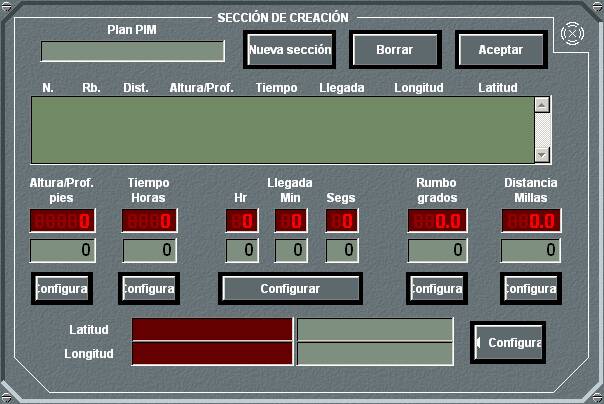 SECCIÓN DE CREACIÓN
Plan PIM
Nueva sección Borrar Aceptar
N. Rb. Dist. Altura/Prof. Tiempo Llegada Longitud Latitud
Altura/Prof. Tiempo Llegada Rumbo Distancia
pies Horas Hr Min Segs grados Millas
0 0 0 0 0 0.0 0.0
0 0 0 0 0 0 0
Configura Configura Configurar Configura Configura
Latitud
Longitud
Configura